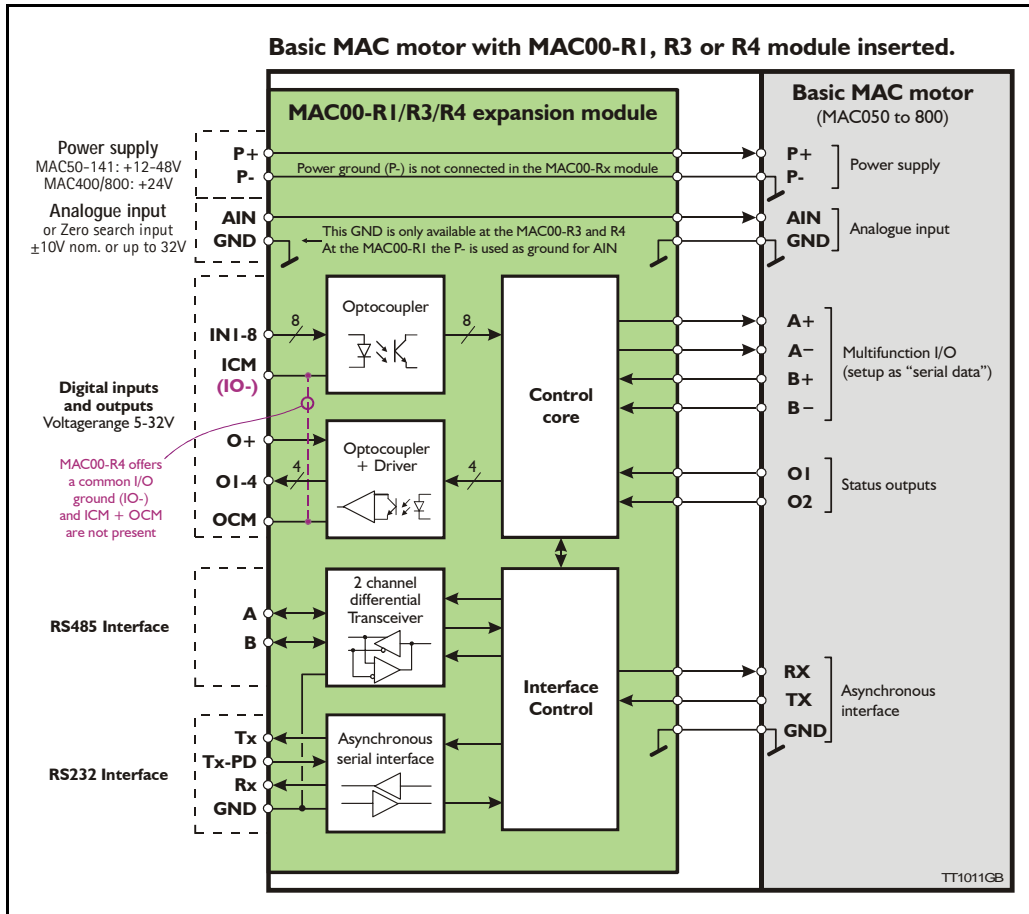 Basic MAC motor with MAC00-R1, R3 or R4 module inserted.
MAC00-R1/R3/R4 expansion module
Basic MAC motor
(MAC050 to 800)
Power supply
MAC50-141: +12-48V
MAC400/800: +24V
P+
P-
Power ground (P-) is not connected in the MAC00-Rx module
P+
P-
Power supply
Analogue input
or Zero search input
±10V nom. or up to 32V
AIN
GND
This GND is only available at the MAC00-R3 and R4
At the MAC00-R1 the P- is used as ground for AIN
AIN
GND
Analogue input
Digital inputs
and outputs
Voltagerange 5-32V
MAC00-R4 offers
a common I/O
ground (IO-)
and ICM + OCM
are not present
IN1-8
ICM
(IO-)
O+
O1-4
OCM
8
Optocoupler
8
4
Optocoupler
+ Driver
4
Control
core
A+
A–
B+
B–
Multifunction I/O
(setup as “serial data”)
O1
O2
Status outputs
RS485 Interface
A
B
2 channel
differential
Transceiver
Interface
Control
RS232 Interface
Tx
Tx-PD
Rx
GND
Asynchronous
serial interface
RX
TX
GND
Asynchronous
interface
TT1011GB